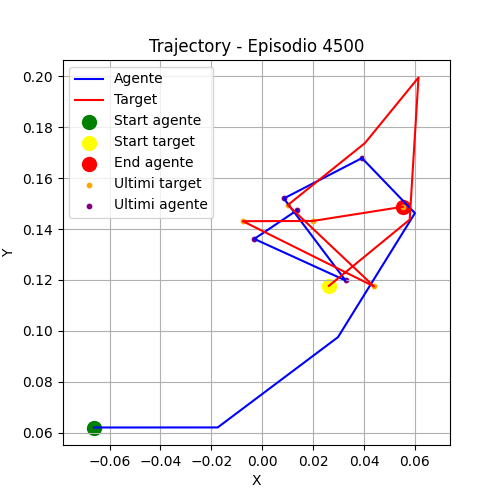 Trajectory - Episodio 4500
Agente
Target
Start agente
Start target
End agente
Ultimi target
Ultimi agente
0.20
0.18
0.16
0.14
0.12
0.10
0.08
0.06
Y
−0.06 −0.04 −0.02 0.00 0.02 0.04 0.06
X